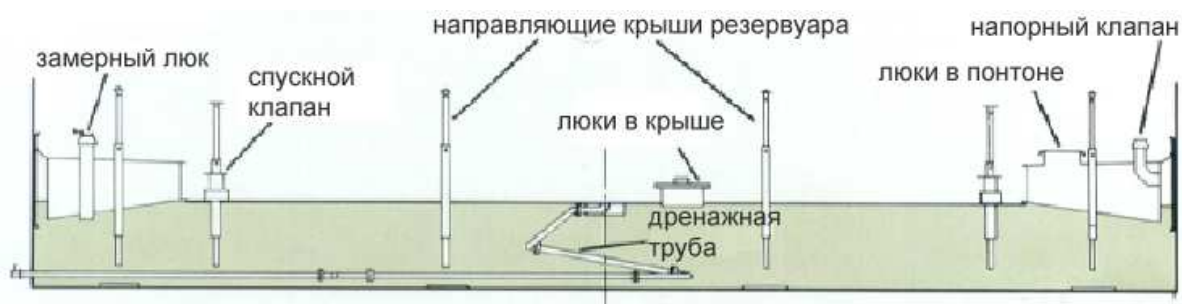 направляющие крыши резервуара
напорный клапан
замерный люк
спускной
клапан
люки в понтоне
люки в крыше
дренажная
труба